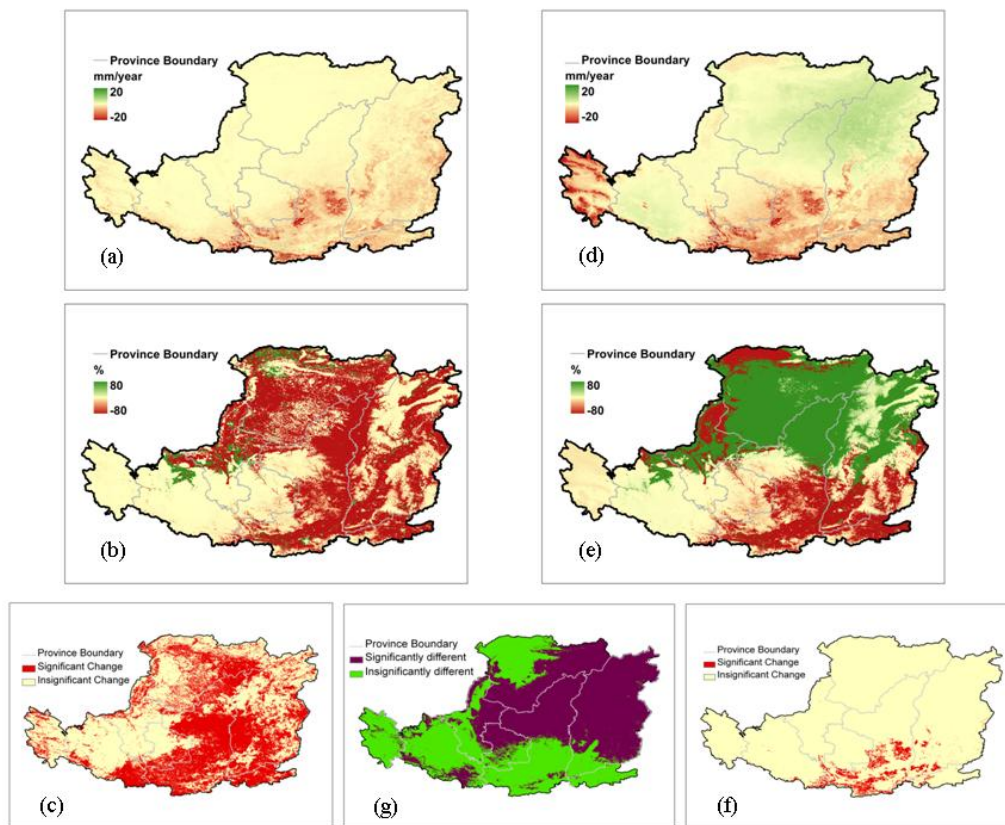 Province Boundary
mm/year
20
-20
(a)
Province Boundary
mm/year
20
-20
(d)
Province Boundary
%
80
-80
(b)
Province Boundary
%
80
-80
(e)
Province Boundary
Significant Change
Insignificant Change
(c)
Province Boundary
Significantly different
Insignificantly different
(g)
Province Boundary
Significant Change
Insignificant Change
(f)